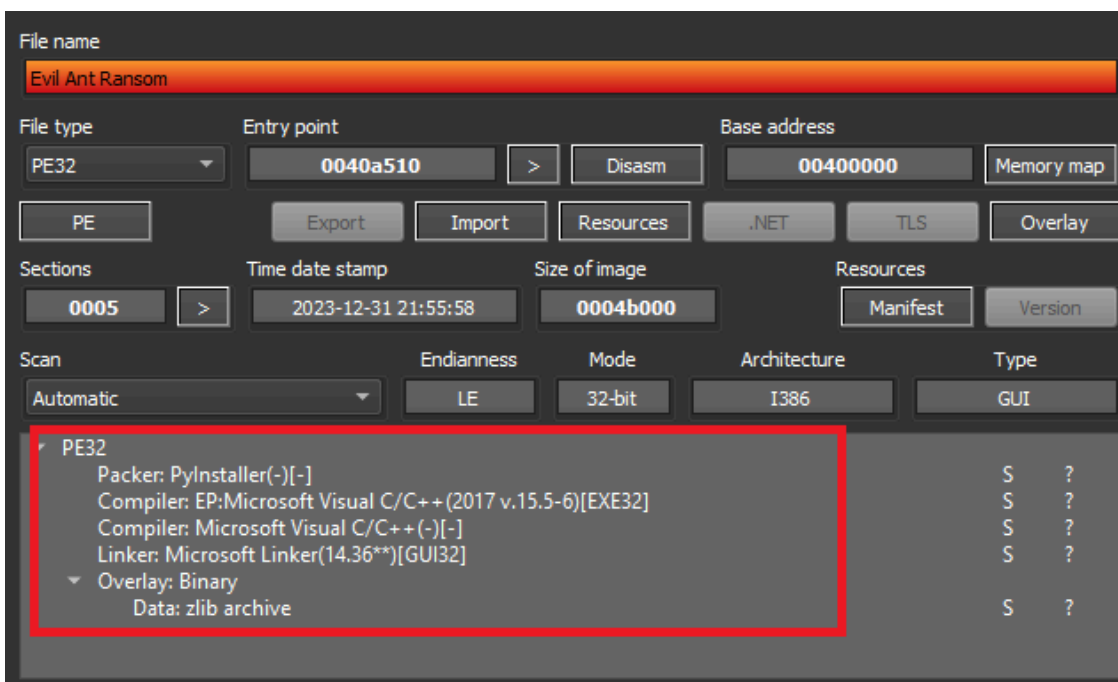 File name
Evil Ant Ransom
File type Entry point Base address
PE32 0040a510 > Disasm 00400000 Memory map
PE Export Import Resources .NET TLS Overlay
Sections Time date stamp Size of image Resources
0005 > 2023-12-31 21:55:58 0004b000 Manifest Version
Scan Endianness Mode Architecture Type
Automatic LE 32-bit I386 GUI
PE32
Packer: PyInstaller(-)[-] S ?
Compiler: EP:Microsoft Visual C/C++(2017 v.15.5-6)[EXE32] S ?
Compiler: Microsoft Visual C/C++(-)[-] S ?
Linker: Microsoft Linker(14.36**)[GUI32] S ?
Overlay: Binary
Data: zlib archive S ?